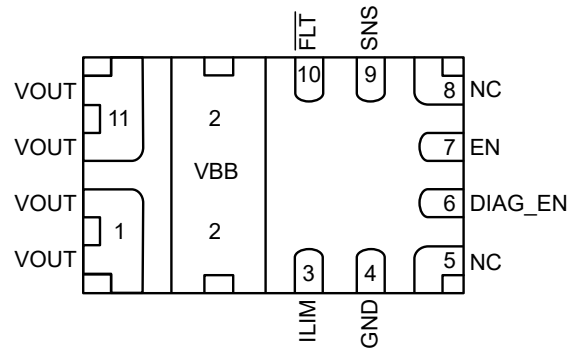 FLT
SNS
10
9
8
NC
VOUT
11
2
VOUT
7
EN
VBB
VOUT
6
DIAG_EN
1
2
VOUT
5
NC
3
4
ILIM
GND